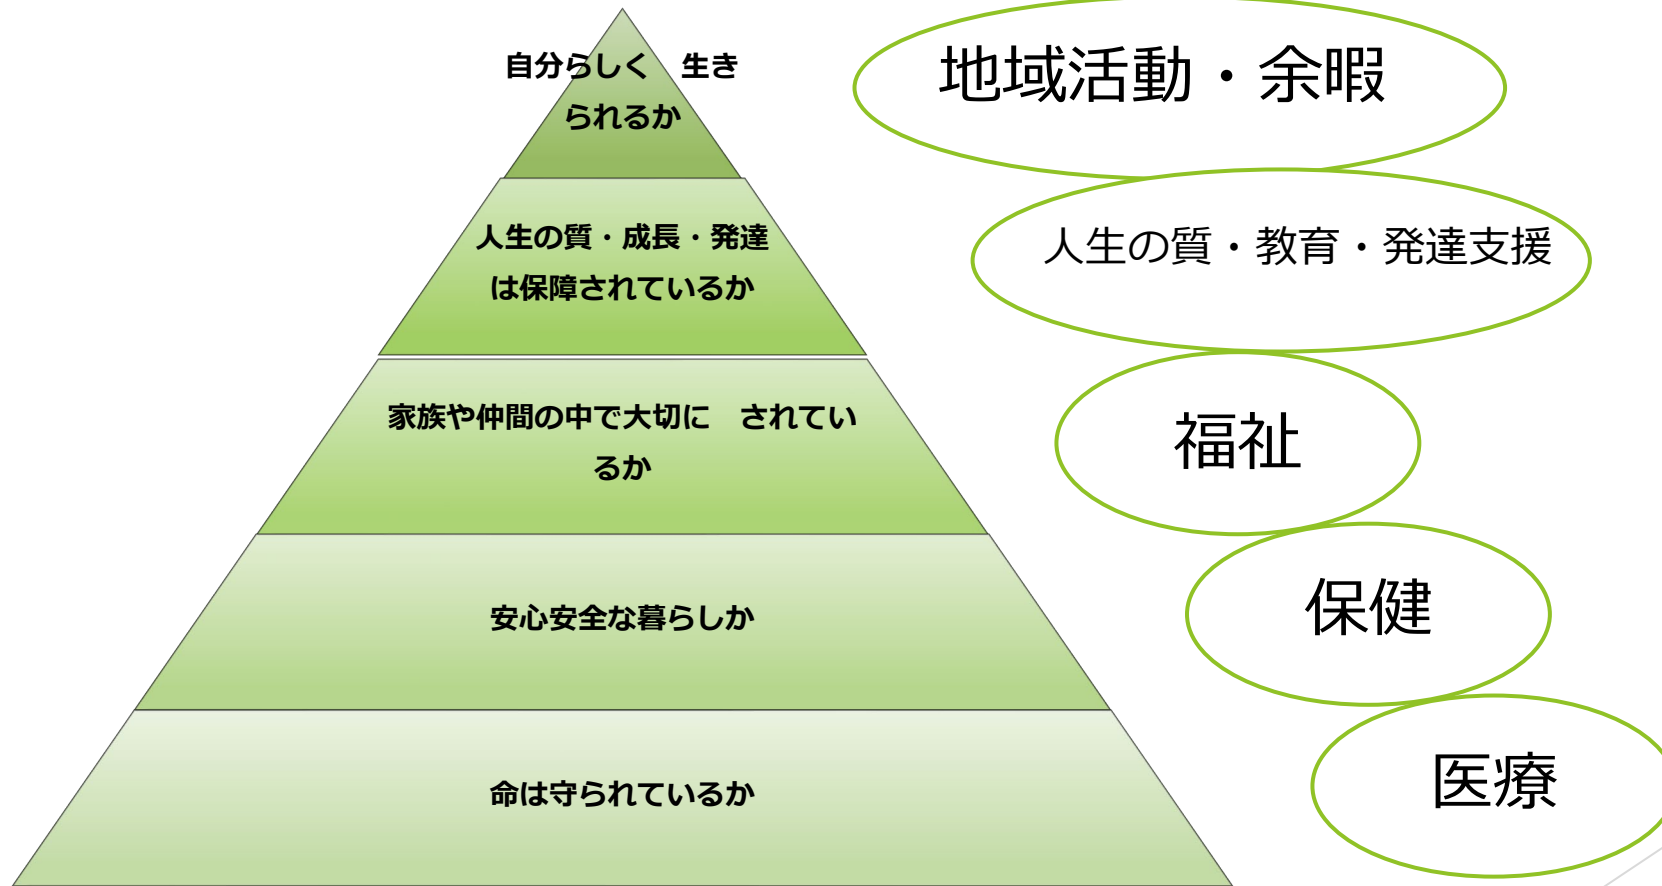 自分らしく　生き
られるか
地域活動・余暇
人生の質・成長・発達
は保障されているか
人生の質・教育・発達支援
家族や仲間の中で大切に　されてい
るか
福祉
安心安全な暮らしか
保健
命は守られているか
医療